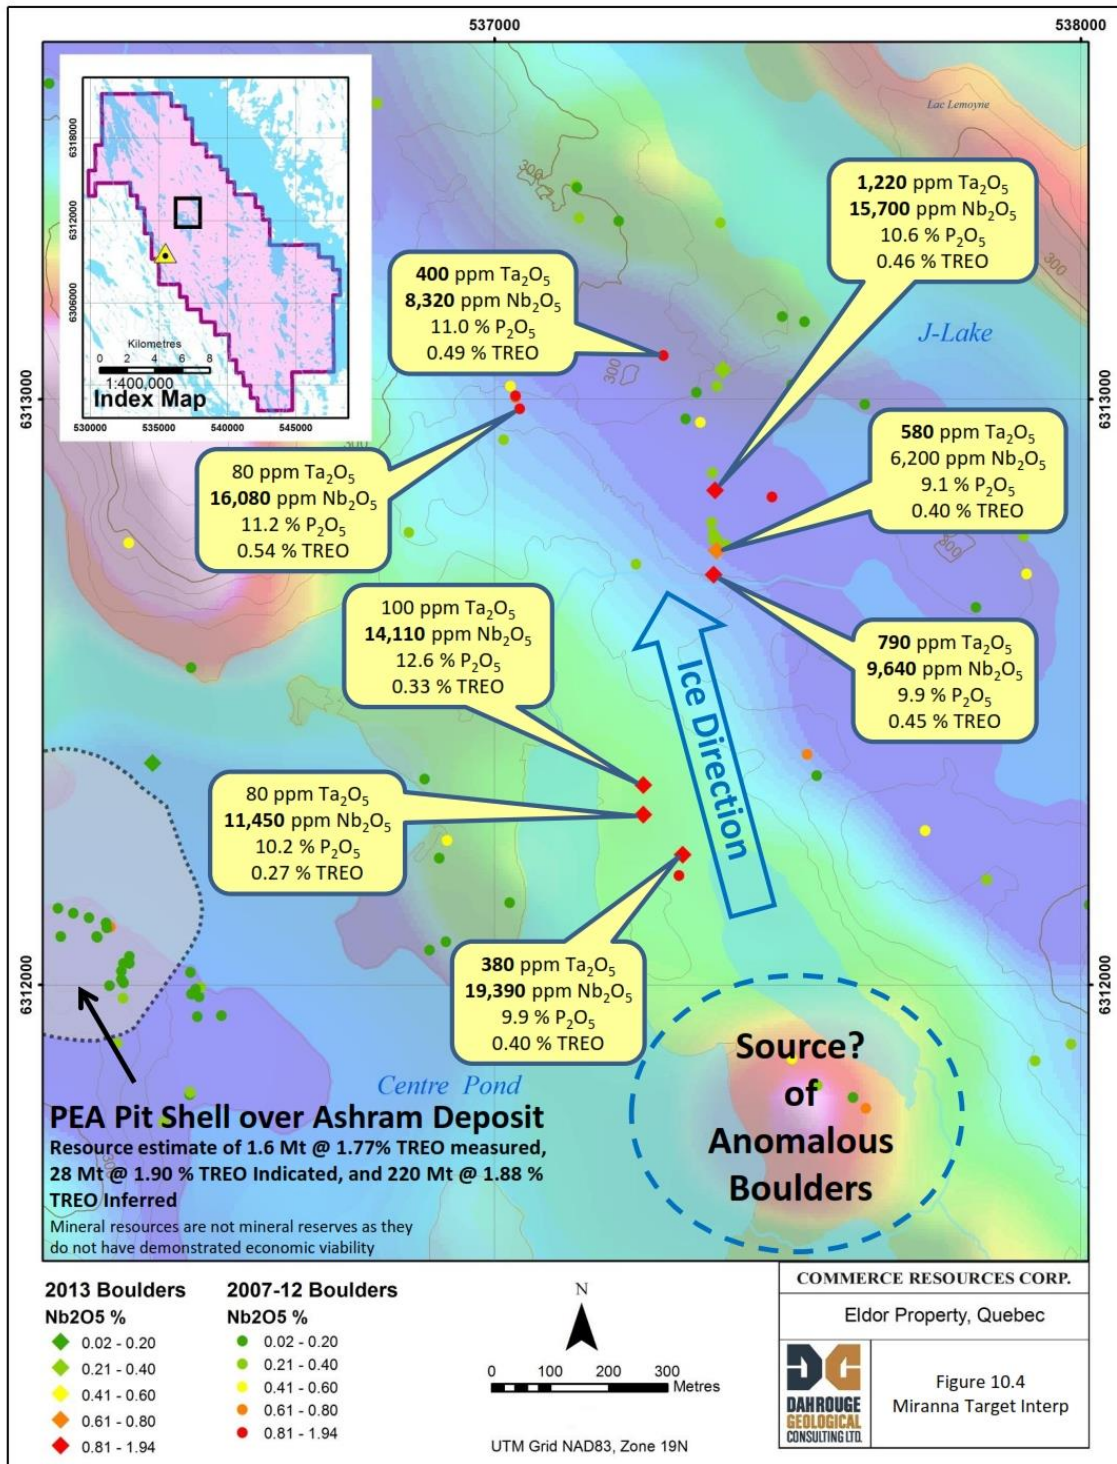 537000
538000
6318000
6312000
6306000
Kilometres
0 2 4 6 8
1:400,000
Index Map
530000 535000 540000 545000
Lac Lemoyne
300
300
300
300
300
300
J-Lake
6313000
6313000
6312000
6312000
1,220 ppm Ta₂O₅
15,700 ppm Nb₂O₅
10.6 % P₂O₅
0.46 % TREO
400 ppm Ta₂O₅
8,320 ppm Nb₂O₅
11.0 % P₂O₅
0.49 % TREO
580 ppm Ta₂O₅
6,200 ppm Nb₂O₅
9.1 % P₂O₅
0.40 % TREO
80 ppm Ta₂O₅
16,080 ppm Nb₂O₅
11.2 % P₂O₅
0.54 % TREO
100 ppm Ta₂O₅
14,110 ppm Nb₂O₅
12.6 % P₂O₅
0.33 % TREO
790 ppm Ta₂O₅
9,640 ppm Nb₂O₅
9.9 % P₂O₅
0.45 % TREO
Ice Direction
80 ppm Ta₂O₅
11,450 ppm Nb₂O₅
10.2 % P₂O₅
0.27 % TREO
380 ppm Ta₂O₅
19,390 ppm Nb₂O₅
9.9 % P₂O₅
0.40 % TREO
Source?
of
Anomalous
Boulders
Centre Pond
PEA Pit Shell over Ashram Deposit
Resource estimate of 1.6 Mt @ 1.77% TREO measured,
28 Mt @ 1.90 % TREO Indicated, and 220 Mt @ 1.88 %
TREO Inferred
Mineral resources are not mineral reserves as they
do not have demonstrated economic viability
2013 Boulders
Nb2O5 %
0.02 - 0.20
0.21 - 0.40
0.41 - 0.60
0.61 - 0.80
0.81 - 1.94
2007-12 Boulders
Nb2O5 %
0.02 - 0.20
0.21 - 0.40
0.41 - 0.60
0.61 - 0.80
0.81 - 1.94
N
0 100 200 300
Metres
UTM Grid NAD83, Zone 19N
COMMERCE RESOURCES CORP.
Eldor Property, Quebec
DAHROUGE
GEOLOGICAL
CONSULTING LTD.
Figure 10.4
Miranna Target Interp